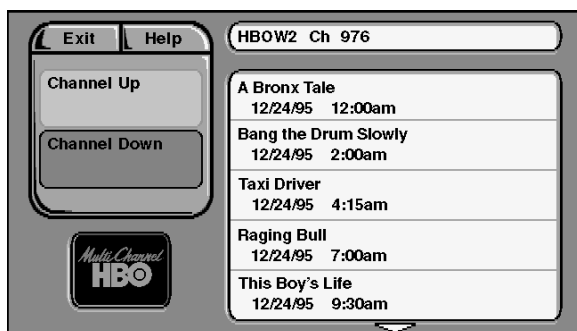 Exit Help
HBOW2 Ch 976
Channel Up
Channel Down
Multi Channel
HBO
A Bronx Tale
12/24/95 12:00am
Bang the Drum Slowly
12/24/95 2:00am
Taxi Driver
12/24/95 4:15am
Raging Bull
12/24/95 7:00am
This Boy's Life
12/24/95 9:30am